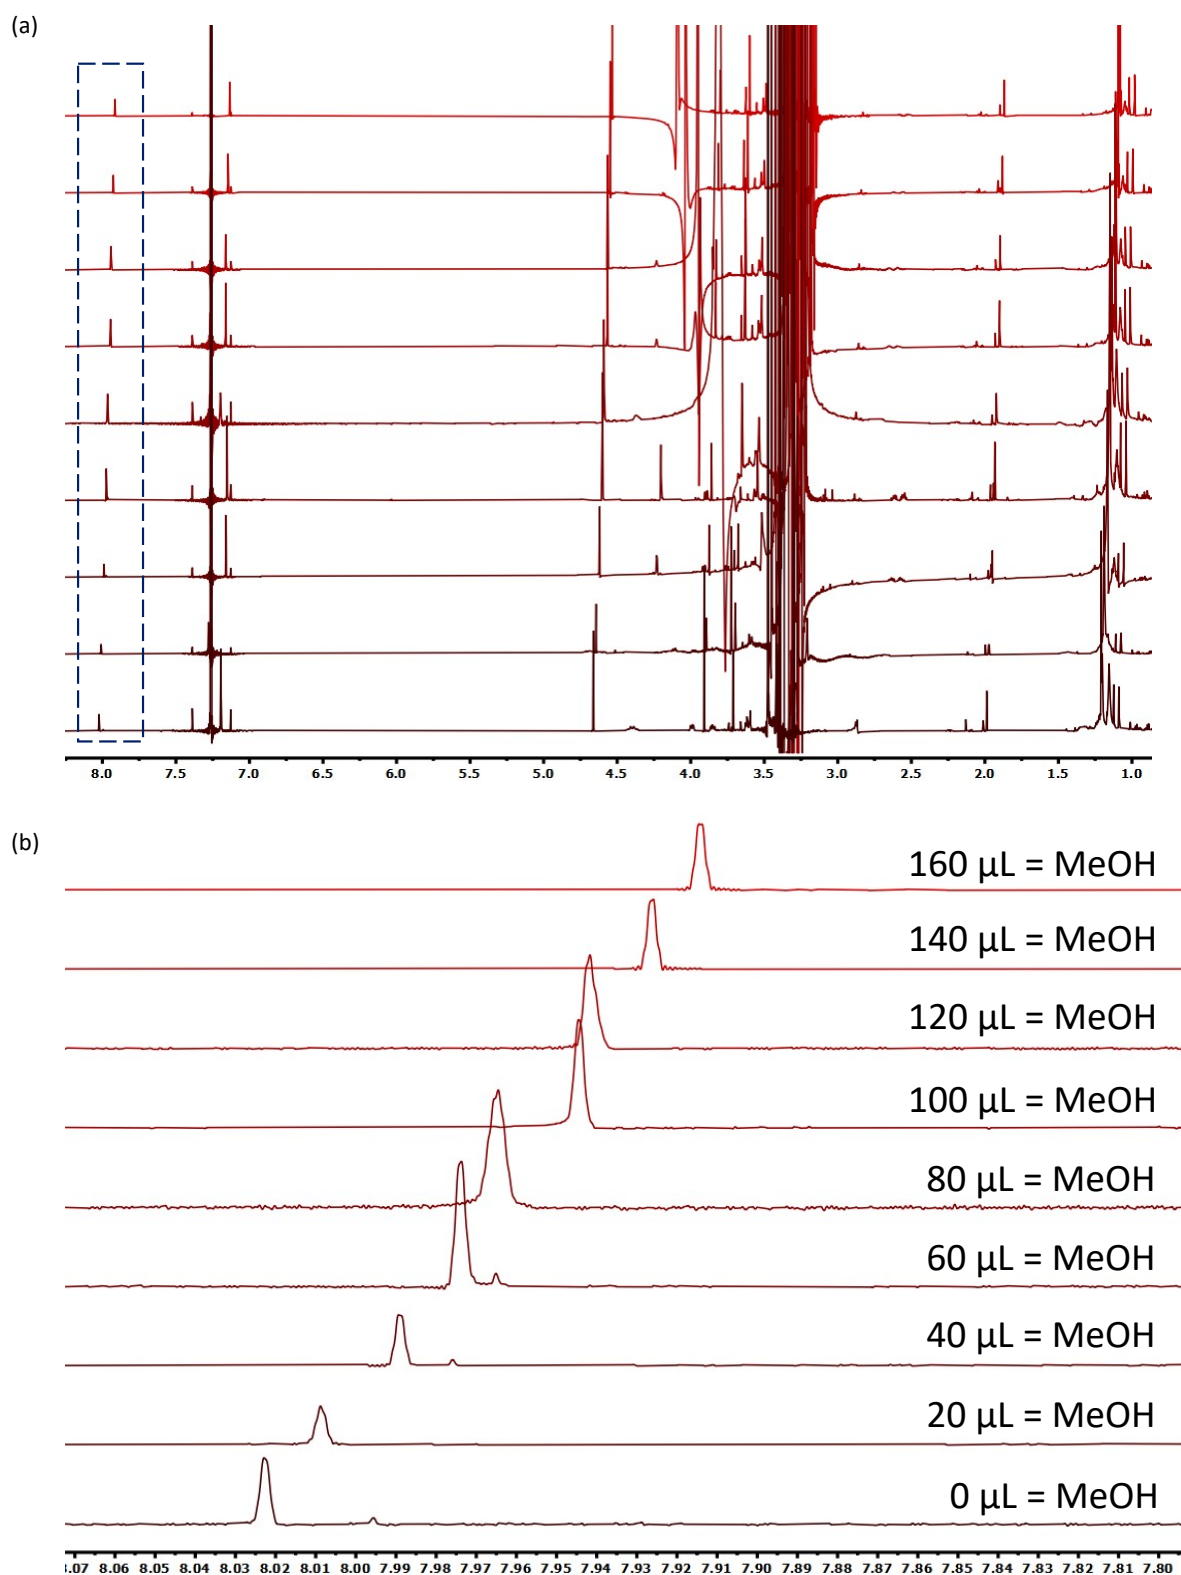 (a)
8.0 7.5 7.0 6.5 6.0 5.5 5.0 4.5 4.0 3.5 3.0 2.5 2.0 1.5 1.0
(b)
160 µL = MeOH
140 µL = MeOH
120 µL = MeOH
100 µL = MeOH
80 µL = MeOH
60 µL = MeOH
40 µL = MeOH
20 µL = MeOH
0 µL = MeOH
:.07 8.06 8.05 8.04 8.03 8.02 8.01 8.00 7.99 7.98 7.97 7.96 7.95 7.94 7.93 7.92 7.91 7.90 7.89 7.88 7.87 7.86 7.85 7.84 7.83 7.82 7.81 7.80